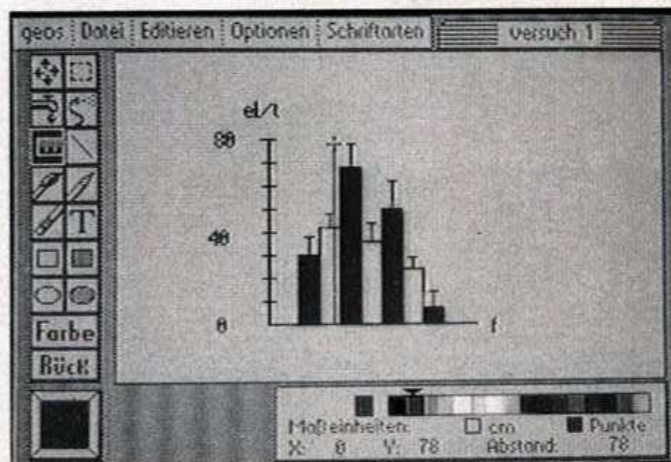 geos Datei Editieren Optionen Schriftarten versuch 1
el/l
80
40
0 f
T
Farbe
Rück
Maßeinheiten: cm Punkte
X: 0 Y: 78 Abstand: 78